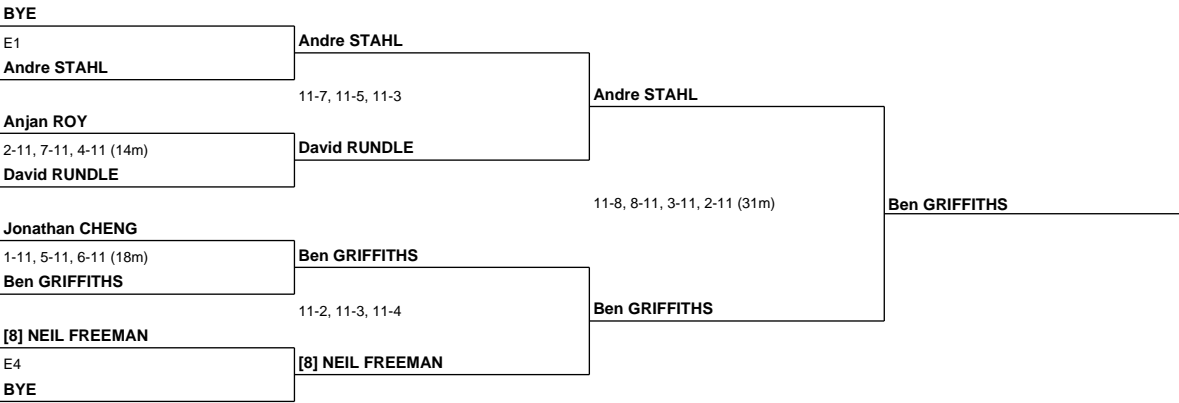 BYE
E1
Andre STAHL
Andre STAHL
11-7, 11-5, 11-3
Anjan ROY
2-11, 7-11, 4-11 (14m)
David RUNDLE
David RUNDLE
Andre STAHL
11-8, 8-11, 3-11, 2-11 (31m)
Ben GRIFFITHS
Jonathan CHENG
1-11, 5-11, 6-11 (18m)
Ben GRIFFITHS
Ben GRIFFITHS
11-2, 11-3, 11-4
Ben GRIFFITHS
[8] NEIL FREEMAN
E4
BYE
[8] NEIL FREEMAN